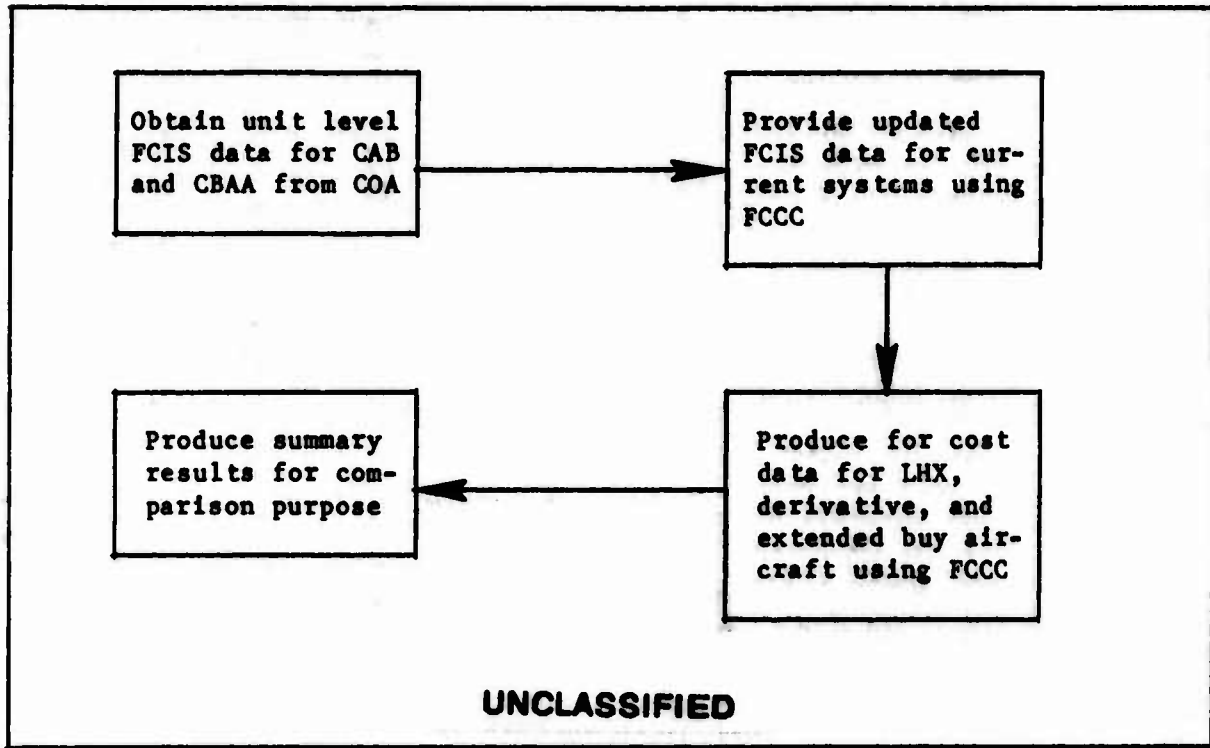 Obtain unit level
FCIS data for CAB
and CBAA from COA
Provide updated
FCIS data for cur-
rent systems using
FCCC
Produce for cost
data for LHX,
derivative, and
extended buy air-
craft using FCCC
Produce summary
results for com-
parison purpose
UNCLASSIFIED